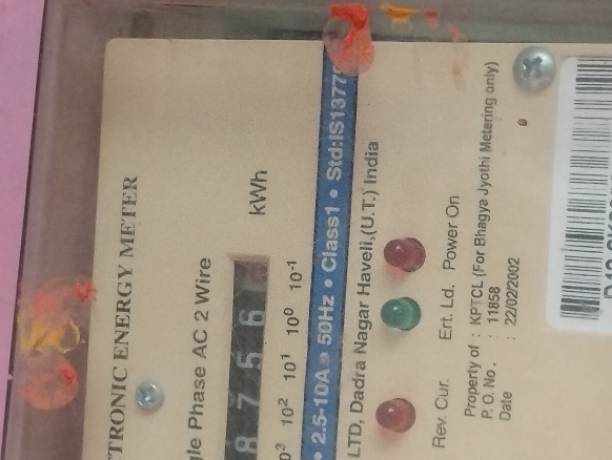 TRONIC ENERGY METER
gle Phase AC 2 Wire
8 7 5 6
kWh
0³ 10² 10¹ 10⁰ 10⁻¹
• 2.5-10A • 50Hz • Class1 • Std:IS1377
LTD, Dadra Nagar Haveli,(U.T.) India
Rev. Cur. Ert. Ld. Power On
Property of : KPTCL (For Bhagya Jyothi Metering only)
P. O. No. : 11858
Date : 22/02/2002